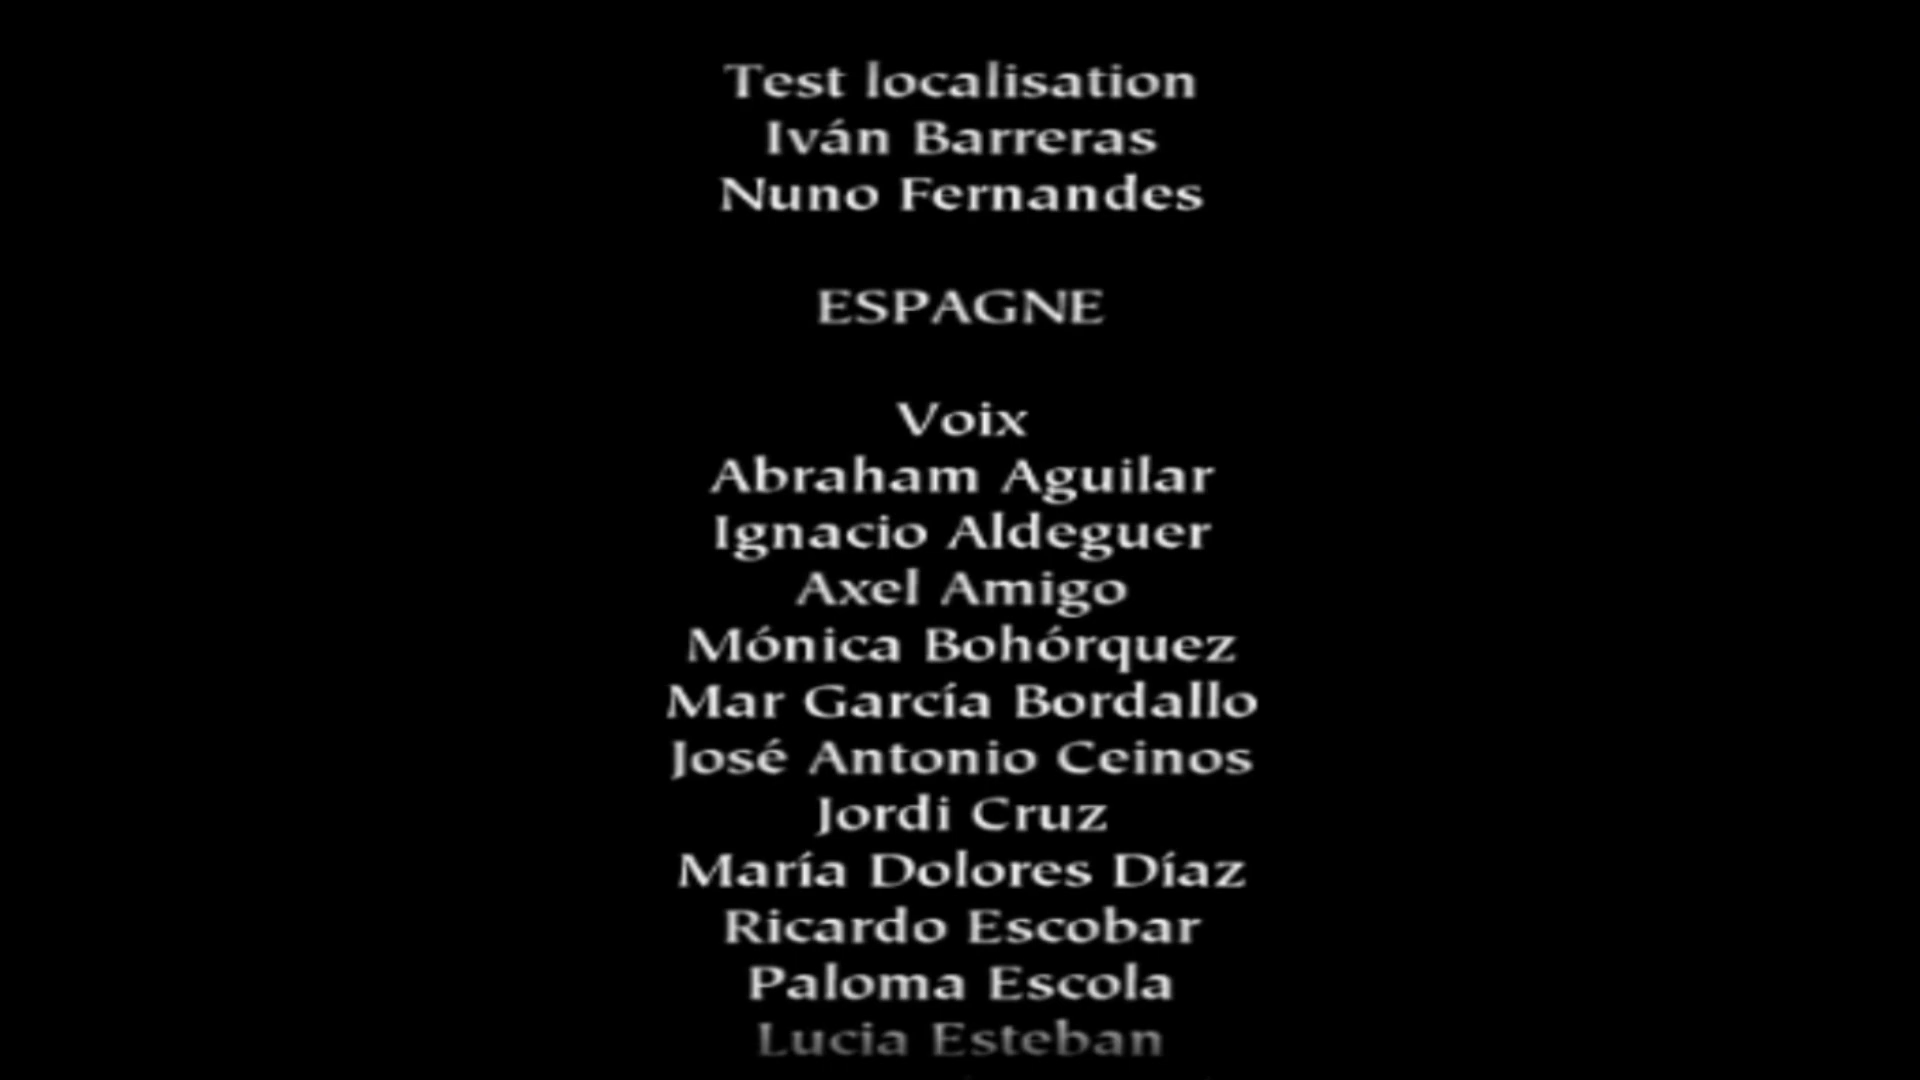 Test localisation
Iván Barreras
Nuno Fernandes
ESPAGNE
Voix
Abraham Aguilar
Ignacio Aldeguer
Axel Amigo
Mónica Bohórquez
Mar García Bordallo
José Antonio Ceinos
Jordi Cruz
María Dolores Díaz
Ricardo Escobar
Paloma Escola
Lucia Esteban